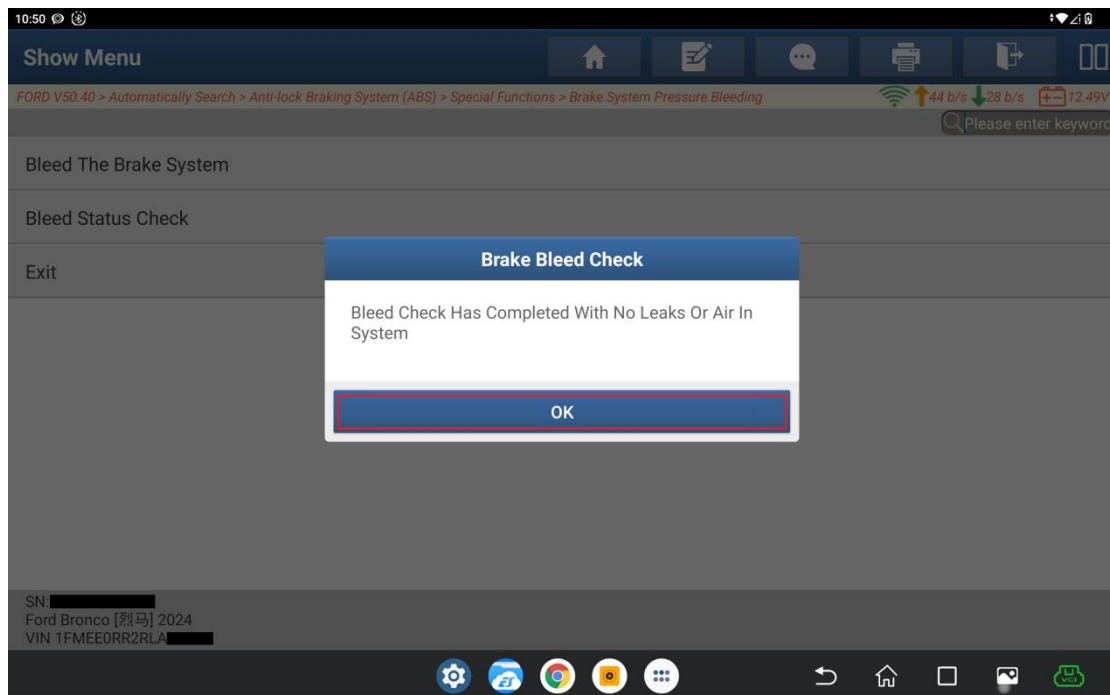 10:50
Show Menu
FORD V50.40 > Automatically Search > Anti-lock Braking System (ABS) > Special Functions > Brake System Pressure Bleeding
44 b/s 28 b/s 12.49V
Please enter keyword
Bleed The Brake System
Bleed Status Check
Exit
Brake Bleed Check
Bleed Check Has Completed With No Leaks Or Air In
System
OK
SN:
Ford Bronco [烈马] 2024
VIN 1FMEE0RR2RLA
VCI